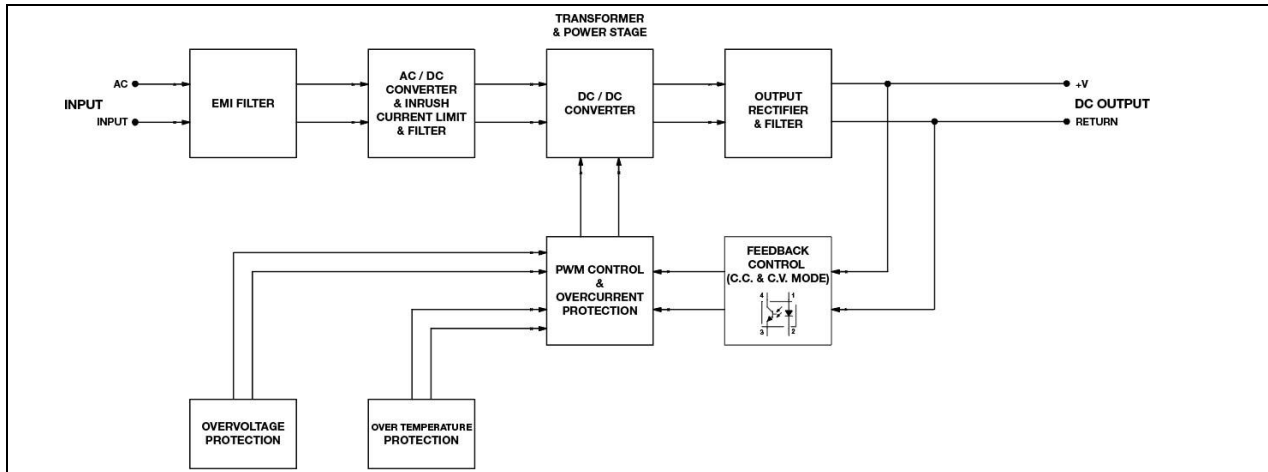 TRANSFORMER
& POWER STAGE
AC
INPUT
INPUT
EMI FILTER
AC / DC
CONVERTER
& INRUSH
CURRENT LIMIT
& FILTER
DC / DC
CONVERTER
OUTPUT
RECTIFIER
& FILTER
+V
DC OUTPUT
RETURN
PWM CONTROL
&
OVERCURRENT
PROTECTION
FEEDBACK
CONTROL
(C.C. & C.V. MODE)
4 1
3 2
OVERVOLTAGE
PROTECTION
OVER TEMPERATURE
PROTECTION